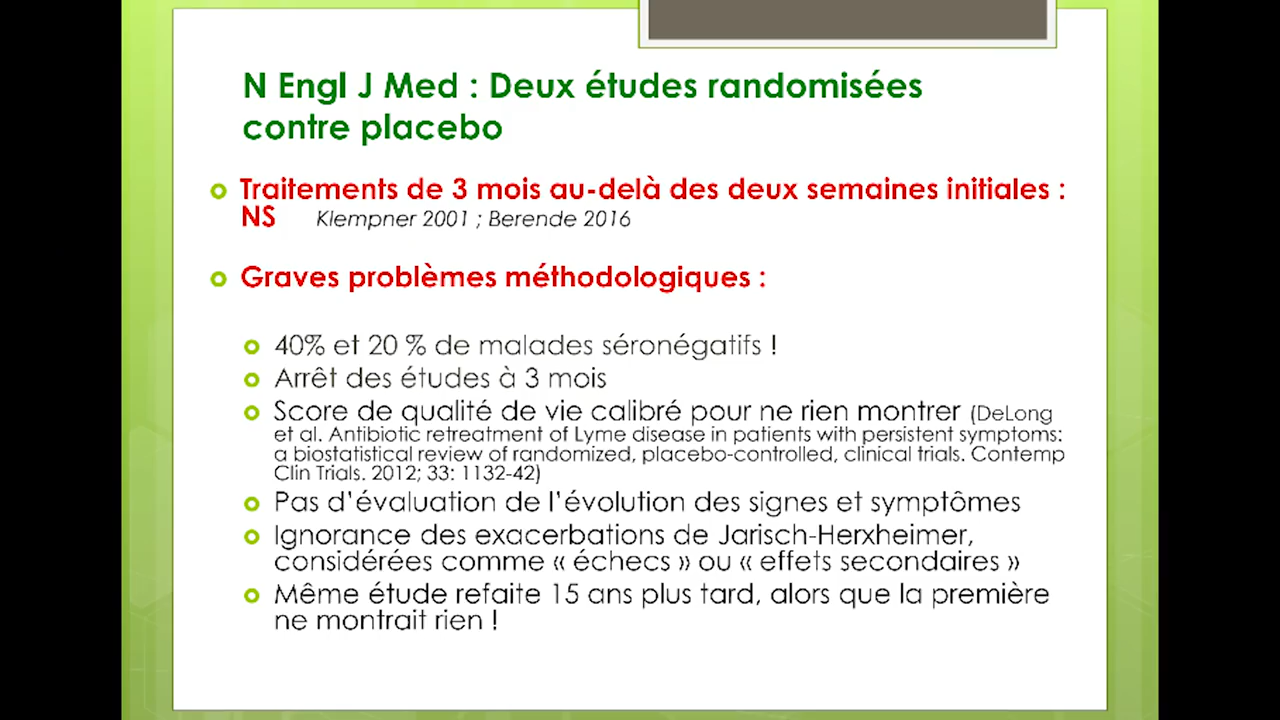 N Engl J Med : Deux études randomisées
contre placebo
Traitements de 3 mois au-delà des deux semaines initiales :
NS Klempner 2001 ; Berende 2016
Graves problèmes méthodologiques :
40% et 20 % de malades séronégatifs !
Arrêt des études à 3 mois
Score de qualité de vie calibré pour ne rien montrer (DeLong
et al. Antibiotic retreatment of Lyme disease in patients with persistent symptoms:
a biostatistical review of randomized, placebo-controlled, clinical trials. Contemp
Clin Trials. 2012; 33: 1132-42)
Pas d’évaluation de l’évolution des signes et symptômes
Ignorance des exacerbations de Jarisch-Herxheimer,
considérées comme « échecs » ou « effets secondaires »
Même étude refaite 15 ans plus tard, alors que la première
ne montrait rien !